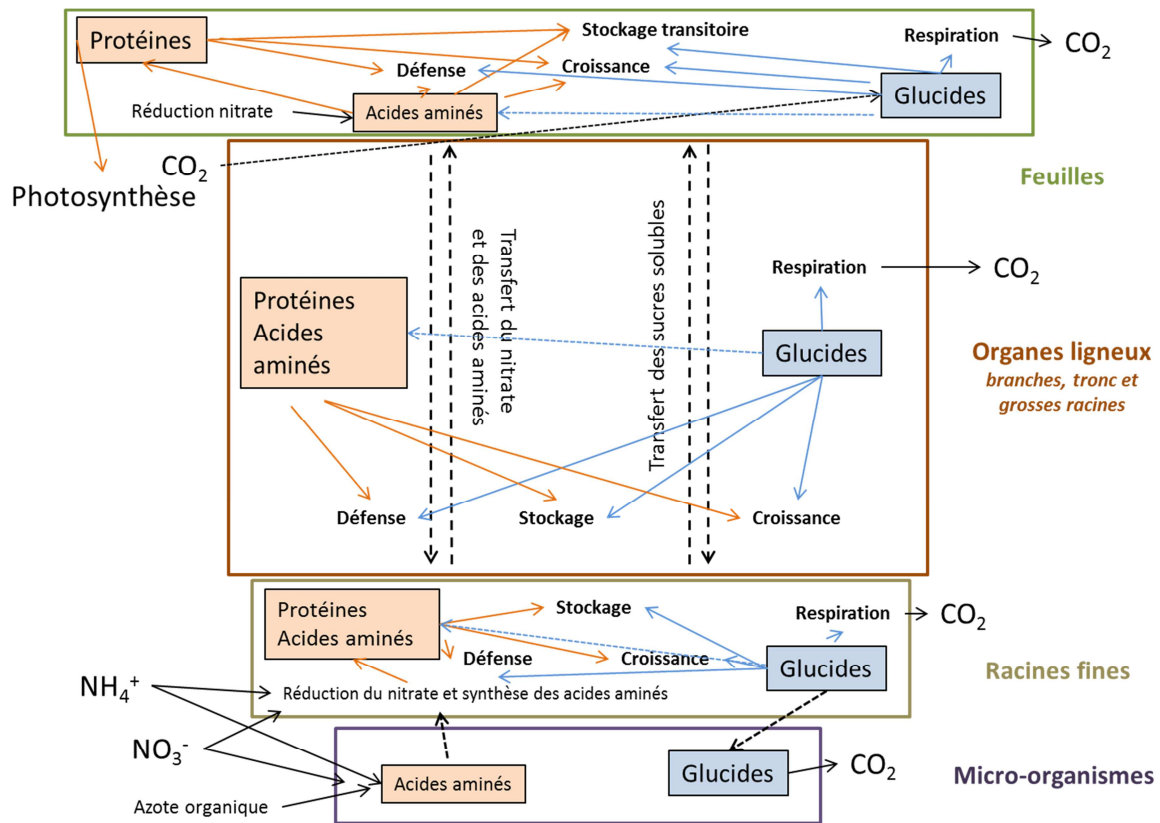 Protéines
Stockage transitoire
Respiration
CO2
Défense
Croissance
Glucides
Réduction nitrate
Acides aminés
CO2
Photosynthèse
Feuilles
Transfert du nitrate
et des acides aminés
Transfert des sucres solubles
Respiration
CO2
Protéines
Acides
aminés
Glucides
Organes ligneux
branches, tronc et
grosses racines
Défense
Stockage
Croissance
Protéines
Acides aminés
Stockage
Respiration
CO2
Défense
Croissance
Glucides
Racines fines
NH4+
Réduction du nitrate et synthèse des acides aminés
NO3-
Acides aminés
Glucides
CO2
Micro-organismes
Azote organique